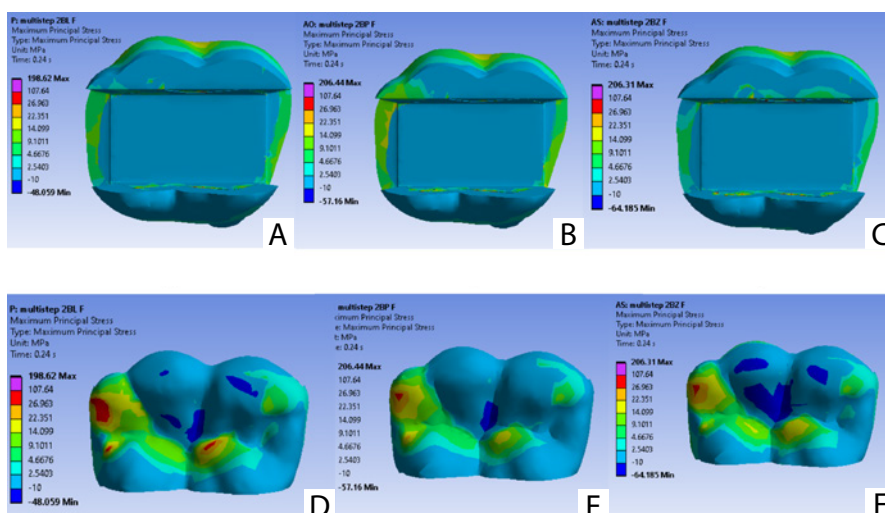 P: multistep 2BL F
Maximum Principal Stress
Type: Maximum Principal Stress
Unit: MPa
Time: 0.24 s
198.62 Max
107.64
26.963
22.351
14.099
9.1011
4.6676
2.5403
-10
-48.059 Min
A
AO: multistep 2BP F
Maximum Principal Stress
Type: Maximum Principal Stress
Unit: MPa
Time: 0.24 s
206.44 Max
107.64
26.963
22.351
14.099
9.1011
4.6676
2.5403
-10
-57.16 Min
B
AS: multistep 2BZ F
Maximum Principal Stress
Type: Maximum Principal Stress
Unit: MPa
Time: 0.24 s
206.31 Max
107.64
26.963
22.351
14.099
9.1011
4.6676
2.5403
-10
-64.185 Min
C
P: multistep 2BL F
Maximum Principal Stress
Type: Maximum Principal Stress
Unit: MPa
Time: 0.24 s
198.62 Max
107.64
26.963
22.351
14.099
9.1011
4.6676
2.5403
-10
-48.059 Min
D
multistep 2BP F
cimum Principal Stress
e: Maximum Principal Stress
t: MPa
e: 0.24 s
206.44 Max
107.64
26.963
22.351
14.099
9.1011
4.6676
2.5403
-10
-57.16 Min
AS: multistep 2BZ F
Maximum Principal Stress
Type: Maximum Principal Stress
Unit: MPa
Time: 0.24 s
206.31 Max
107.64
26.963
22.351
14.099
9.1011
4.6676
2.5403
-10
-64.185 Min